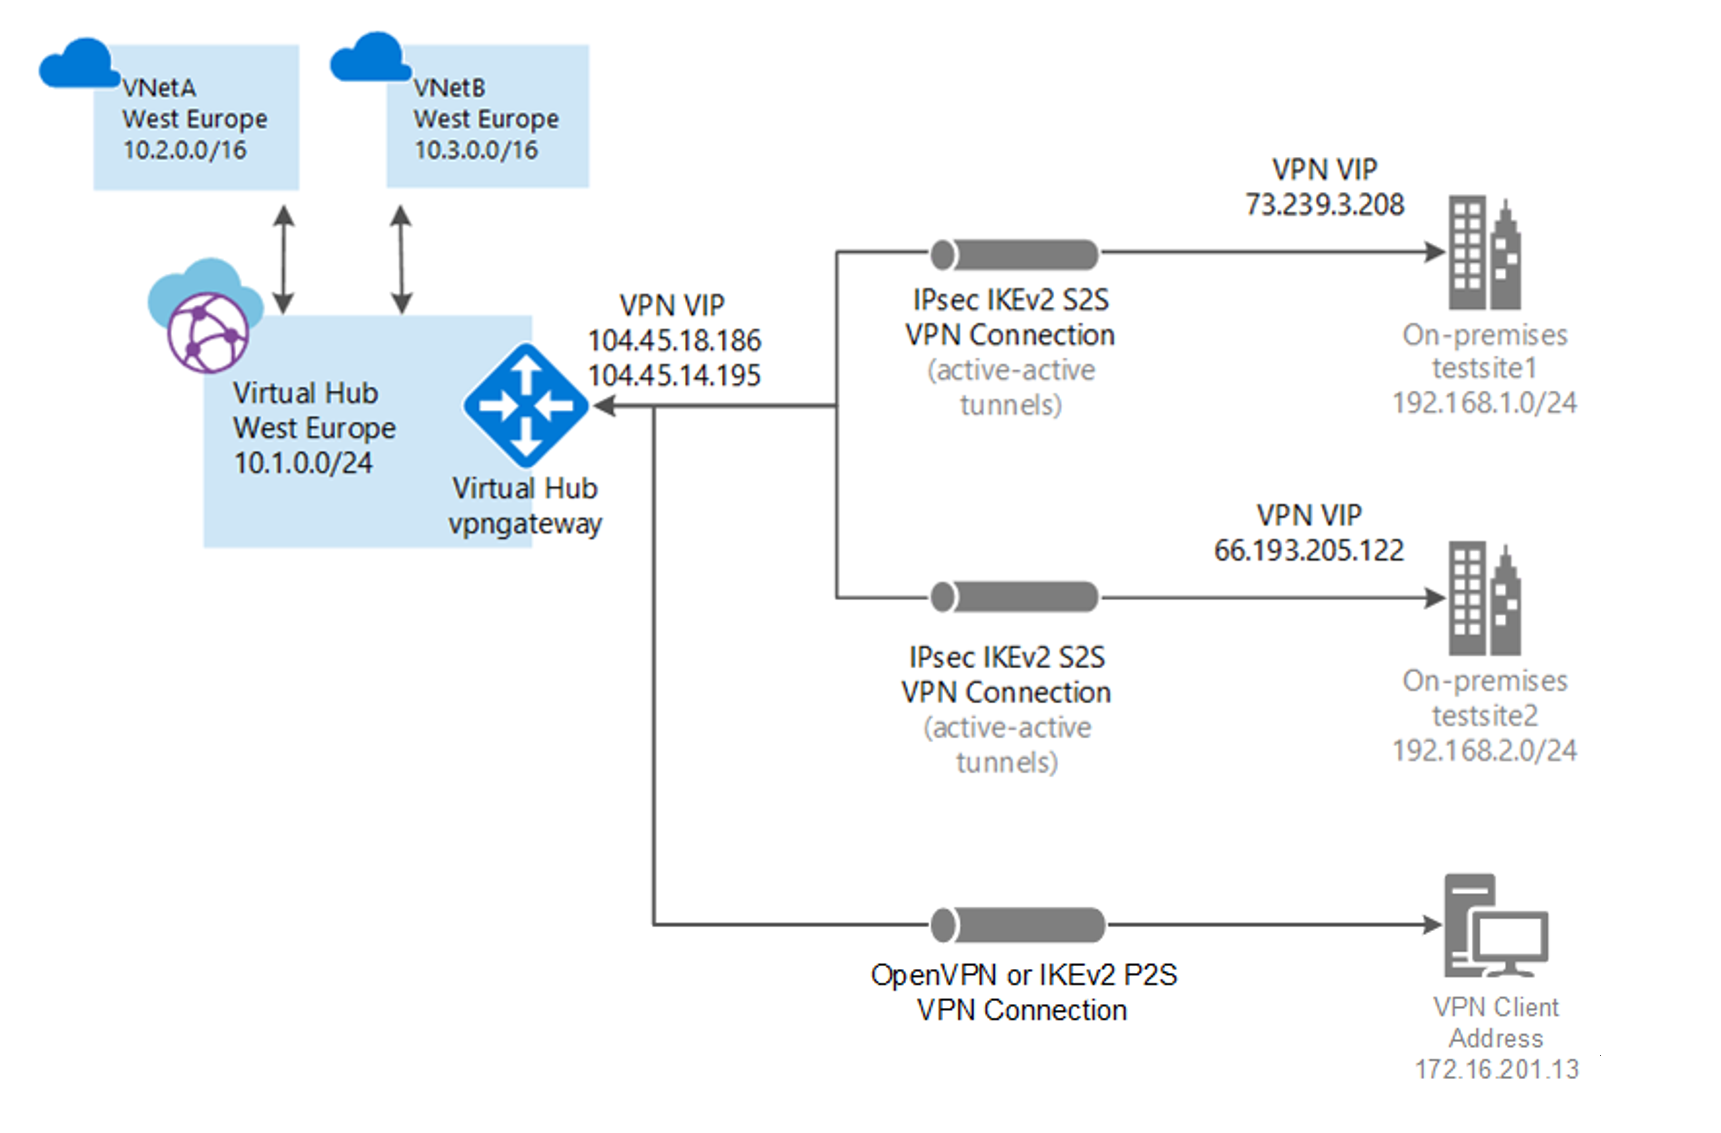 VNetA
West Europe
10.2.0.0/16
VNetB
West Europe
10.3.0.0/16
Virtual Hub
West Europe
10.1.0.0/24
Virtual Hub
vpngateway
VPN VIP
104.45.18.186
104.45.14.195
IPsec IKEv2 S2S
VPN Connection
(active-active
tunnels)
VPN VIP
73.239.3.208
On-premises
testsite1
192.168.1.0/24
IPsec IKEv2 S2S
VPN Connection
(active-active
tunnels)
VPN VIP
66.193.205.122
On-premises
testsite2
192.168.2.0/24
OpenVPN or IKEv2 P2S
VPN Connection
VPN Client
Address
172.16.201.13